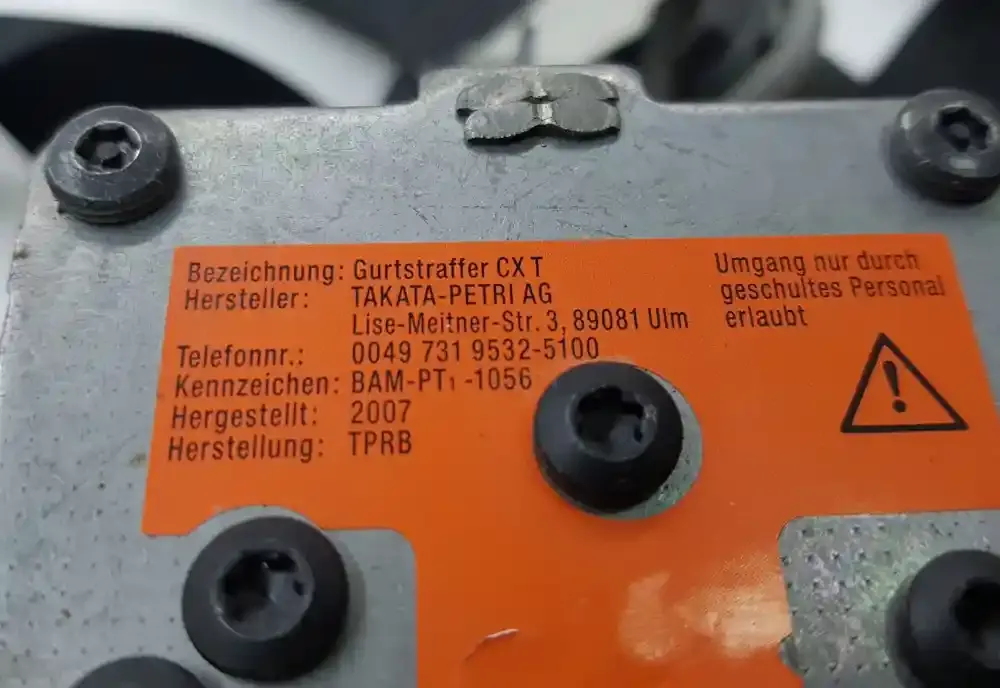 Bezeichnung: Gurtstraffer CX T
Hersteller: TAKATA-PETRI AG
Lise-Meitner-Str. 3, 89081 Ulm
Telefonnr.: 0049 731 9532-5100
Kennzeichen: BAM-PT₁ -1056
Hergestellt: 2007
Herstellung: TPRB
Umgang nur durch
geschultes Personal
erlaubt